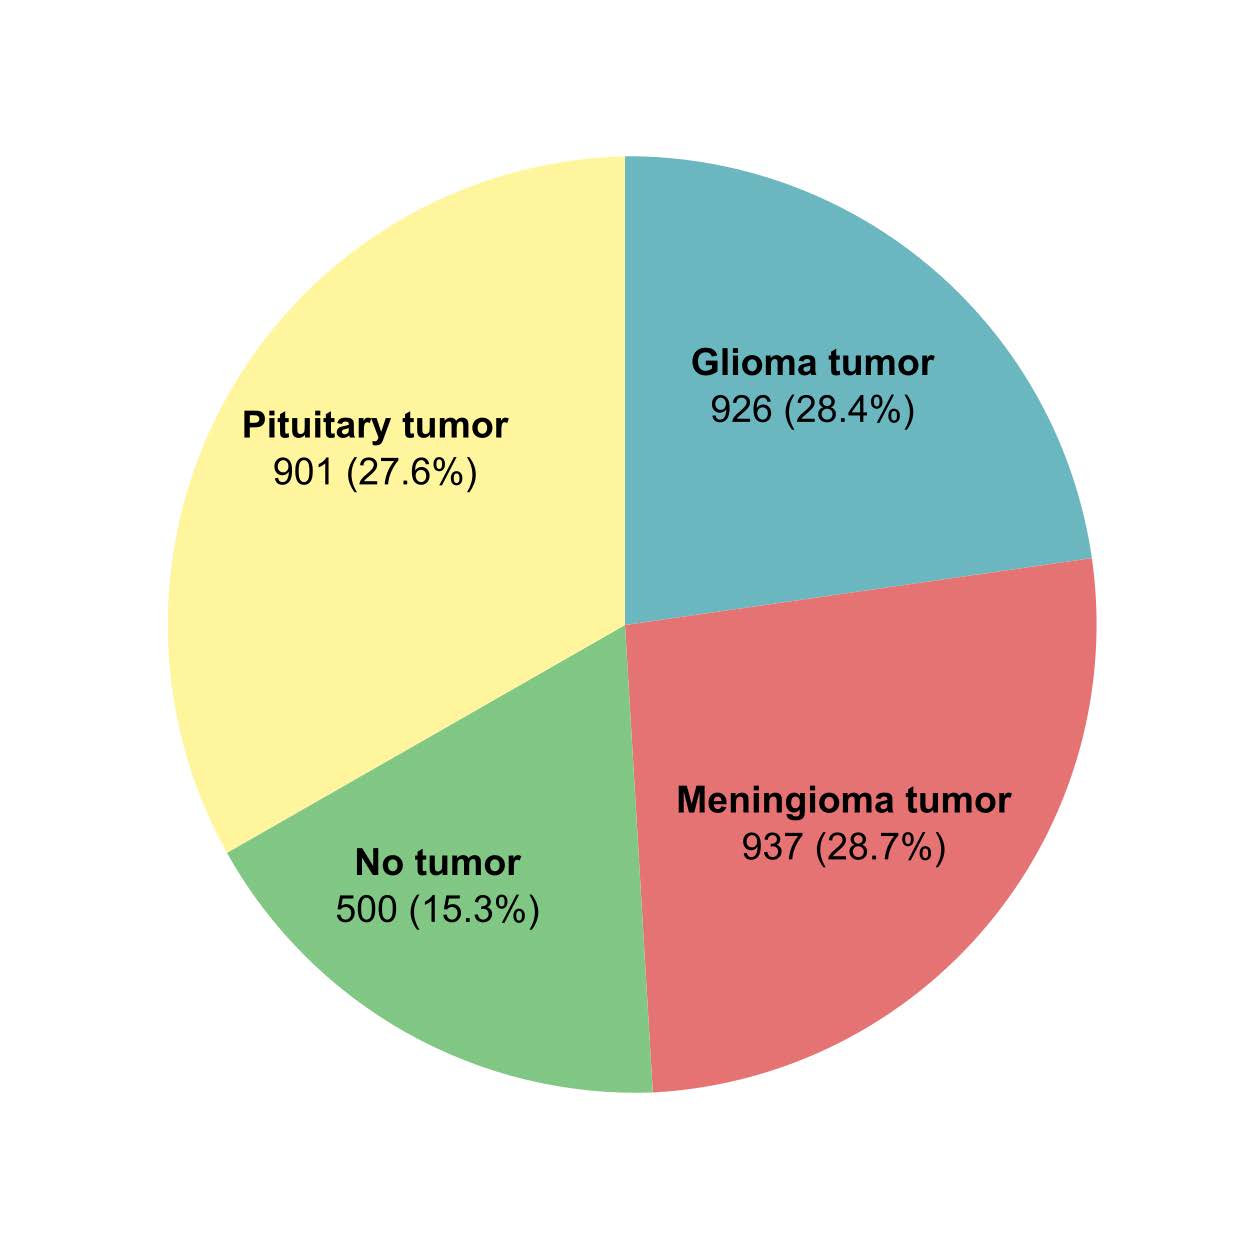 Glioma tumor
926 (28.4%)
Pituitary tumor
901 (27.6%)
Meningioma tumor
937 (28.7%)
No tumor
500 (15.3%)